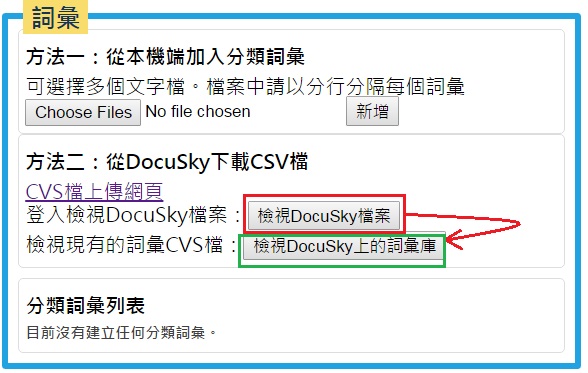 詞彙
方法一：從本機端加入分類詞彙
可選擇多個文字檔。檔案中請以分行分隔每個詞彙
Choose Files No file chosen 新增
方法二：從DocuSky下載CSV檔
CVS檔上傳網頁
登入檢視DocuSky檔案：檢視DocuSky檔案
檢視現有的詞彙CVS檔：檢視DocuSky上的詞彙庫
分類詞彙列表
目前沒有建立任何分類詞彙。